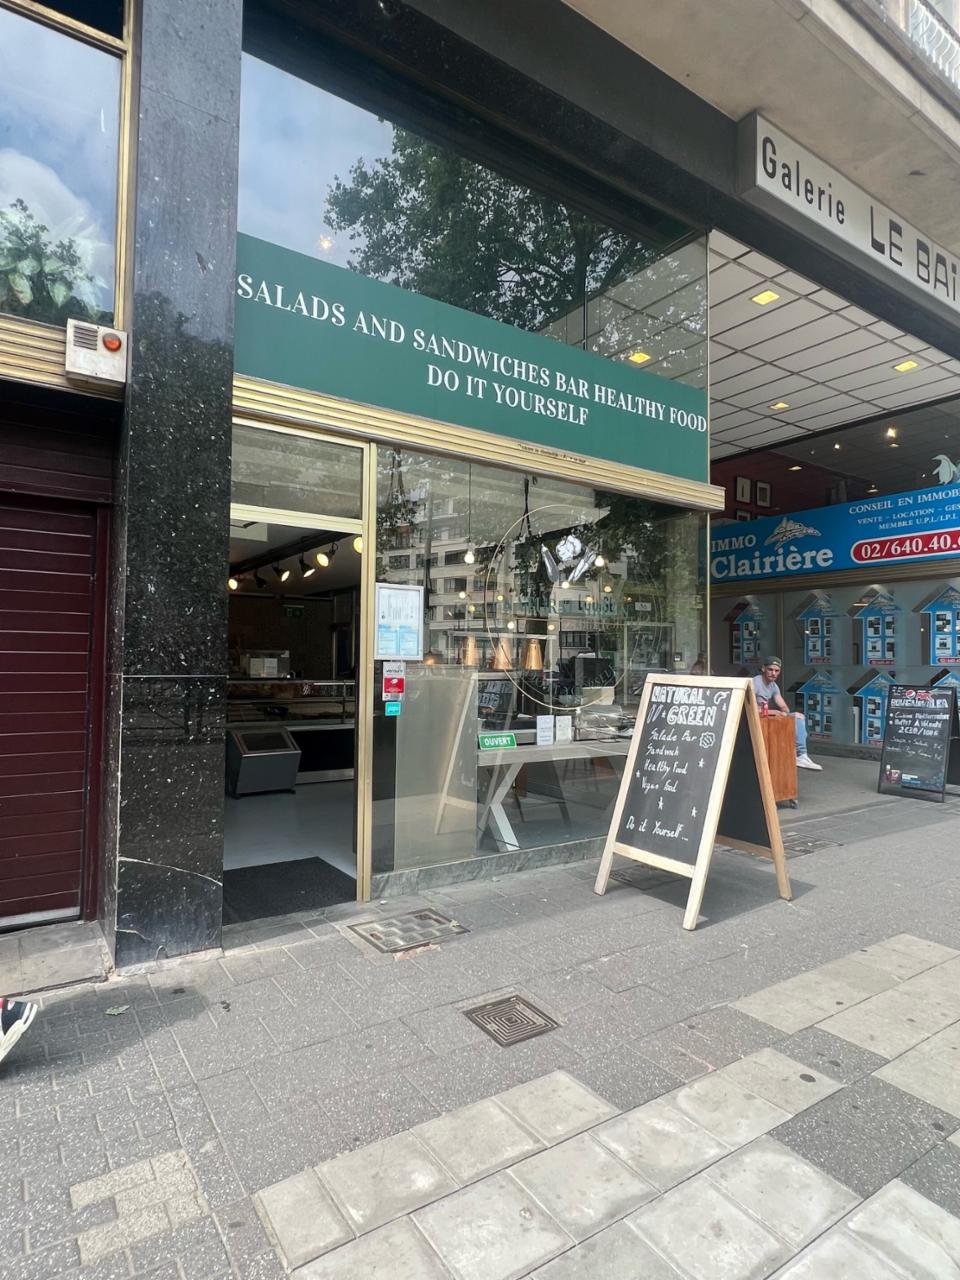 Galerie LE BAI
SALADS AND SANDWICHES BAR HEALTHY FOOD
DO IT YOURSELF
CONSEIL EN IMMOB
VENTE - LOCATION - GES
MEMBRE U.P.I./I.P.I.
IMMO
Clairière
02/640.40.
OUVERT
NATURAL
GREEN
Salade Bar
Sandwich
Healthy Food
Vegan Food
Do it Yourself...